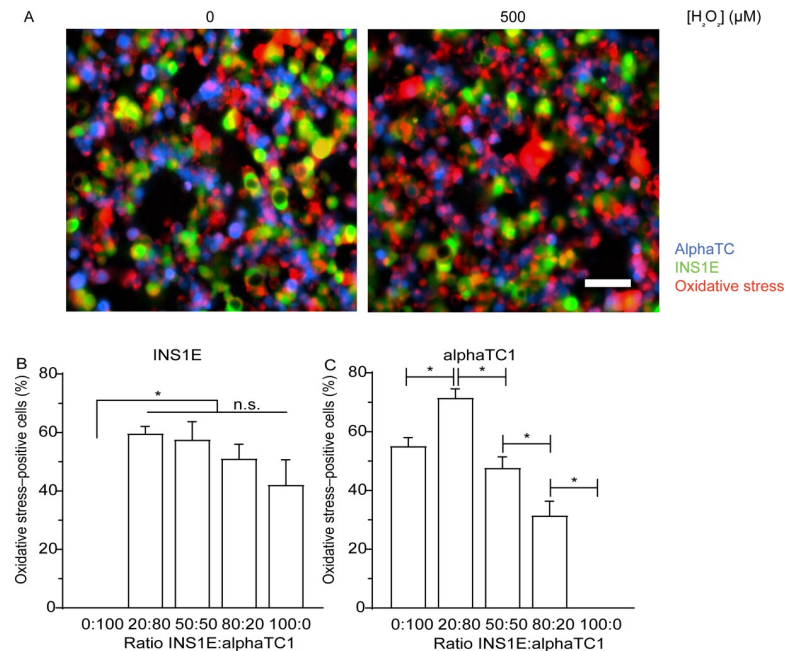 A 0 500 [H₂O₂] (µM)
AlphaTC
INS1E
Oxidative stress
B INS1E
Oxidative stress–positive cells (%)
80
60
40
20
0
* n.s.
0:100 20:80 50:50 80:20 100:0
Ratio INS1E:alphaTC1
C alphaTC1
Oxidative stress–positive cells (%)
80
60
40
20
0
* *
*
*
0:100 20:80 50:50 80:20 100:0
Ratio INS1E:alphaTC1